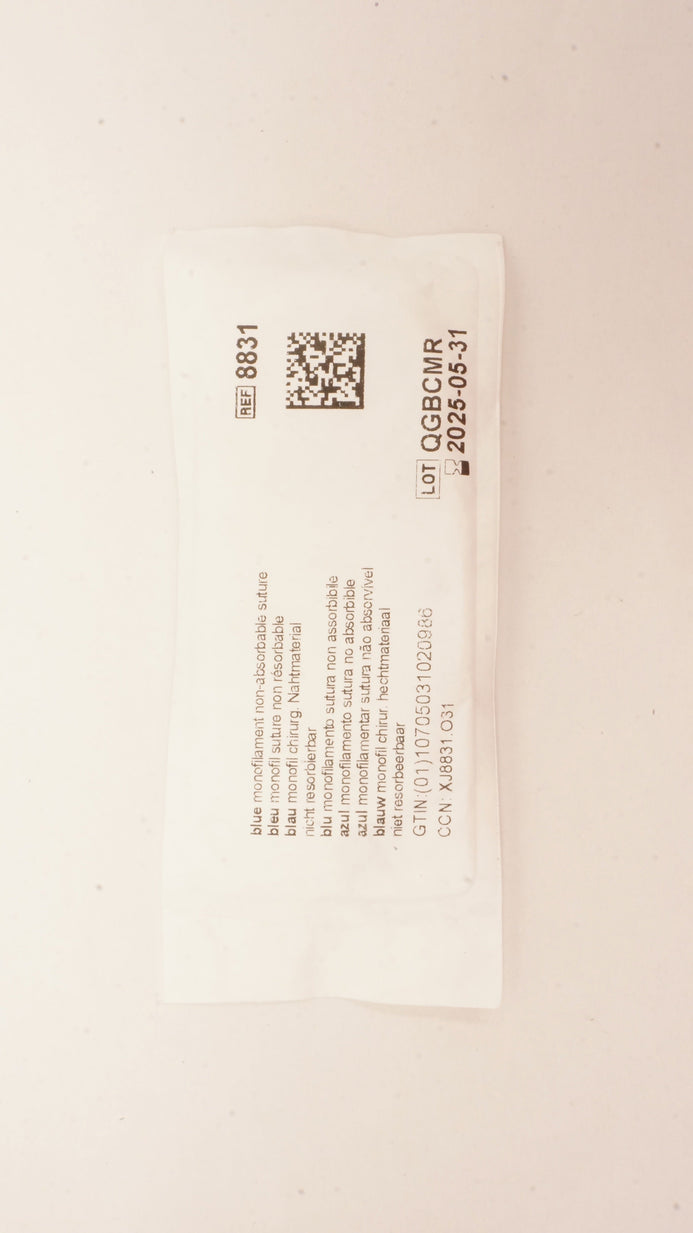 REF 8831
blue monofilament non-absorbable suture
bleu monofil suture non résorbable
blau monofil chirurg. Nahtmaterial
nicht resorbierbar
blu monofilamento sutura non assorbibile
azul monofilamento sutura no absorbible
azul monofilamentar sutura não absorvível
blauw monofil chirur. hechtmateriaal
niet resorbeerbaar
GTIN:(01)10705031020986
CCN: XJ8831.O31
LOT QGBCMR
2025-05-31